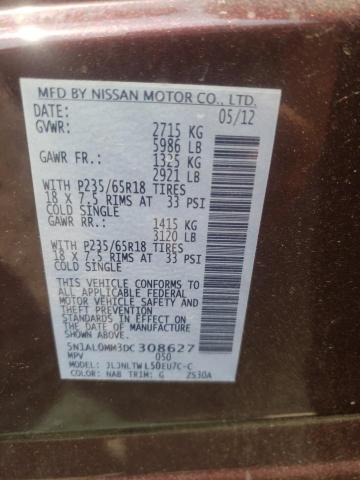 MFD BY NISSAN MOTOR CO., LTD.
DATE: 05/12
GVWR: 2715 KG
5986 LB
GAWR FR.: 1325 KG
2921 LB
WITH P235/65R18 TIRES
18 X 7.5 RIMS AT 33 PSI
COLD SINGLE
GAWR RR.: 1415 KG
3120 LB
WITH P235/65R18 TIRES
18 X 7.5 RIMS AT 33 PSI
COLD SINGLE
THIS VEHICLE CONFORMS TO
ALL APPLICABLE FEDERAL
MOTOR VEHICLE SAFETY AND
THEFT PREVENTION
STANDARDS IN EFFECT ON
THE DATE OF MANUFACTURE
SHOWN ABOVE.
5N1AL0MM3DC308627
MPV 050
MODEL: JLJNLTWL50EU7C-C
COLOR: NAB TRIM: G 2S30A